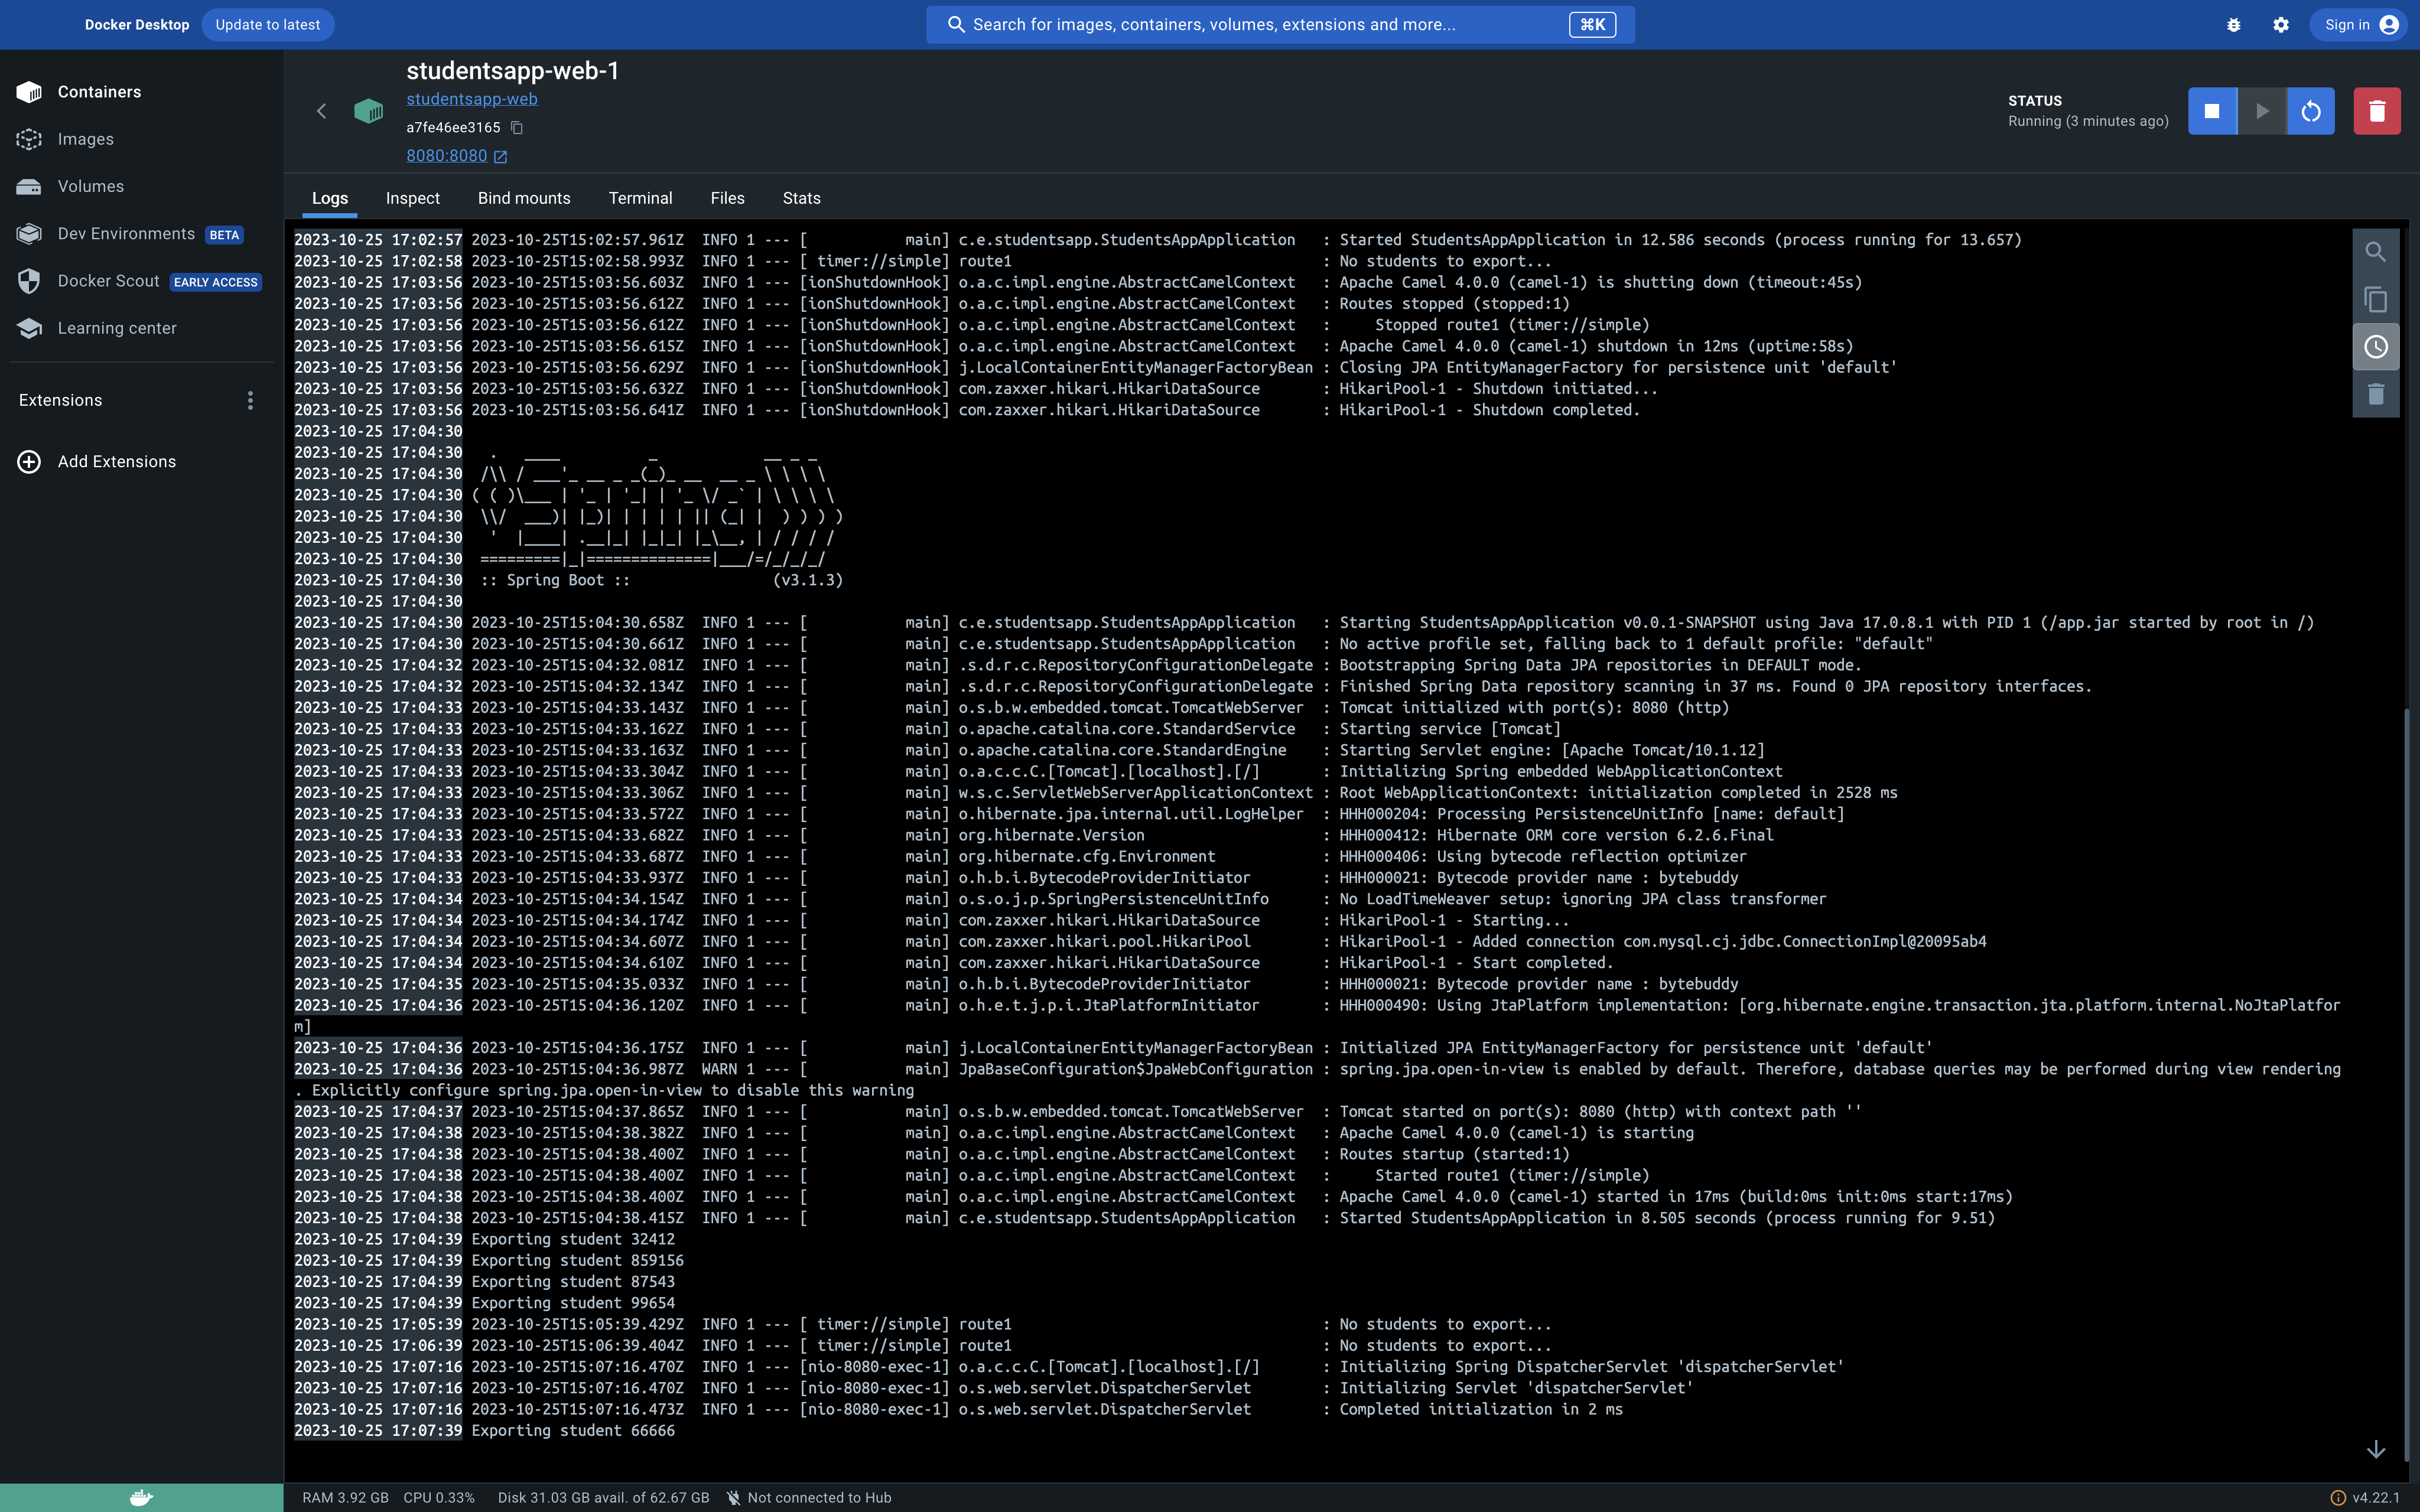 Docker Desktop Update to latest
Search for images, containers, volumes, extensions and more... ⌘K
Sign in
Containers
Images
Volumes
Dev Environments BETA
Docker Scout EARLY ACCESS
Learning center
Extensions
Add Extensions
studentsapp-web-1
studentsapp-web
a7fe46ee3165
8080:8080
STATUS
Running (3 minutes ago)
Logs Inspect Bind mounts Terminal Files Stats
2023-10-25 17:02:57 2023-10-25T15:02:57.961Z  INFO 1 --- [           main] c.e.studentsapp.StudentsAppApplication   : Started StudentsAppApplication in 12.586 seconds (process running for 13.657)
2023-10-25 17:02:58 2023-10-25T15:02:58.993Z  INFO 1 --- [ timer://simple] route1                                   : No students to export...
2023-10-25 17:03:56 2023-10-25T15:03:56.603Z  INFO 1 --- [ionShutdownHook] o.a.c.impl.engine.AbstractCamelContext   : Apache Camel 4.0.0 (camel-1) is shutting down (timeout:45s)
2023-10-25 17:03:56 2023-10-25T15:03:56.612Z  INFO 1 --- [ionShutdownHook] o.a.c.impl.engine.AbstractCamelContext   : Routes stopped (stopped:1)
2023-10-25 17:03:56 2023-10-25T15:03:56.612Z  INFO 1 --- [ionShutdownHook] o.a.c.impl.engine.AbstractCamelContext   :     Stopped route1 (timer://simple)
2023-10-25 17:03:56 2023-10-25T15:03:56.615Z  INFO 1 --- [ionShutdownHook] o.a.c.impl.engine.AbstractCamelContext   : Apache Camel 4.0.0 (camel-1) shutdown in 12ms (uptime:58s)
2023-10-25 17:03:56 2023-10-25T15:03:56.629Z  INFO 1 --- [ionShutdownHook] j.LocalContainerEntityManagerFactoryBean : Closing JPA EntityManagerFactory for persistence unit 'default'
2023-10-25 17:03:56 2023-10-25T15:03:56.632Z  INFO 1 --- [ionShutdownHook] com.zaxxer.hikari.HikariDataSource       : HikariPool-1 - Shutdown initiated...
2023-10-25 17:03:56 2023-10-25T15:03:56.641Z  INFO 1 --- [ionShutdownHook] com.zaxxer.hikari.HikariDataSource       : HikariPool-1 - Shutdown completed.
2023-10-25 17:04:30
2023-10-25 17:04:30   .   ____          _            __ _ _
2023-10-25 17:04:30  /\\ / ___'_ __ _ _(_)_ __  __ _ \ \ \ \
2023-10-25 17:04:30 ( ( )\___ | '_ | '_| | '_ \/ _` | \ \ \ \
2023-10-25 17:04:30  \\/  ___)| |_)| | | | | || (_| |  ) ) ) )
2023-10-25 17:04:30   '  |____| .__|_| |_|_| |_\__, | / / / /
2023-10-25 17:04:30  =========|_|==============|___/=/_/_/_/
2023-10-25 17:04:30  :: Spring Boot ::                (v3.1.3)
2023-10-25 17:04:30
2023-10-25 17:04:30 2023-10-25T15:04:30.658Z  INFO 1 --- [           main] c.e.studentsapp.StudentsAppApplication   : Starting StudentsAppApplication v0.0.1-SNAPSHOT using Java 17.0.8.1 with PID 1 (/app.jar started by root in /)
2023-10-25 17:04:30 2023-10-25T15:04:30.661Z  INFO 1 --- [           main] c.e.studentsapp.StudentsAppApplication   : No active profile set, falling back to 1 default profile: "default"
2023-10-25 17:04:32 2023-10-25T15:04:32.081Z  INFO 1 --- [           main] .s.d.r.c.RepositoryConfigurationDelegate : Bootstrapping Spring Data JPA repositories in DEFAULT mode.
2023-10-25 17:04:32 2023-10-25T15:04:32.134Z  INFO 1 --- [           main] .s.d.r.c.RepositoryConfigurationDelegate : Finished Spring Data repository scanning in 37 ms. Found 0 JPA repository interfaces.
2023-10-25 17:04:33 2023-10-25T15:04:33.143Z  INFO 1 --- [           main] o.s.b.w.embedded.tomcat.TomcatWebServer  : Tomcat initialized with port(s): 8080 (http)
2023-10-25 17:04:33 2023-10-25T15:04:33.162Z  INFO 1 --- [           main] o.apache.catalina.core.StandardService   : Starting service [Tomcat]
2023-10-25 17:04:33 2023-10-25T15:04:33.163Z  INFO 1 --- [           main] o.apache.catalina.core.StandardEngine    : Starting Servlet engine: [Apache Tomcat/10.1.12]
2023-10-25 17:04:33 2023-10-25T15:04:33.304Z  INFO 1 --- [           main] o.a.c.c.C.[Tomcat].[localhost].[/]       : Initializing Spring embedded WebApplicationContext
2023-10-25 17:04:33 2023-10-25T15:04:33.306Z  INFO 1 --- [           main] w.s.c.ServletWebServerApplicationContext : Root WebApplicationContext: initialization completed in 2528 ms
2023-10-25 17:04:33 2023-10-25T15:04:33.572Z  INFO 1 --- [           main] o.hibernate.jpa.internal.util.LogHelper  : HHH000204: Processing PersistenceUnitInfo [name: default]
2023-10-25 17:04:33 2023-10-25T15:04:33.682Z  INFO 1 --- [           main] org.hibernate.Version                    : HHH000412: Hibernate ORM core version 6.2.6.Final
2023-10-25 17:04:33 2023-10-25T15:04:33.687Z  INFO 1 --- [           main] org.hibernate.cfg.Environment            : HHH000406: Using bytecode reflection optimizer
2023-10-25 17:04:33 2023-10-25T15:04:33.937Z  INFO 1 --- [           main] o.h.b.i.BytecodeProviderInitiator        : HHH000021: Bytecode provider name : bytebuddy
2023-10-25 17:04:34 2023-10-25T15:04:34.154Z  INFO 1 --- [           main] o.s.o.j.p.SpringPersistenceUnitInfo      : No LoadTimeWeaver setup: ignoring JPA class transformer
2023-10-25 17:04:34 2023-10-25T15:04:34.174Z  INFO 1 --- [           main] com.zaxxer.hikari.HikariDataSource       : HikariPool-1 - Starting...
2023-10-25 17:04:34 2023-10-25T15:04:34.607Z  INFO 1 --- [           main] com.zaxxer.hikari.pool.HikariPool        : HikariPool-1 - Added connection com.mysql.cj.jdbc.ConnectionImpl@20095ab4
2023-10-25 17:04:34 2023-10-25T15:04:34.610Z  INFO 1 --- [           main] com.zaxxer.hikari.HikariDataSource       : HikariPool-1 - Start completed.
2023-10-25 17:04:35 2023-10-25T15:04:35.033Z  INFO 1 --- [           main] o.h.b.i.BytecodeProviderInitiator        : HHH000021: Bytecode provider name : bytebuddy
2023-10-25 17:04:36 2023-10-25T15:04:36.120Z  INFO 1 --- [           main] o.h.e.t.j.p.i.JtaPlatformInitiator       : HHH000490: Using JtaPlatform implementation: [org.hibernate.engine.transaction.jta.platform.internal.NoJtaPlatfor
m]
2023-10-25 17:04:36 2023-10-25T15:04:36.175Z  INFO 1 --- [           main] j.LocalContainerEntityManagerFactoryBean : Initialized JPA EntityManagerFactory for persistence unit 'default'
2023-10-25 17:04:36 2023-10-25T15:04:36.987Z  WARN 1 --- [           main] JpaBaseConfiguration$JpaWebConfiguration : spring.jpa.open-in-view is enabled by default. Therefore, database queries may be performed during view rendering
. Explicitly configure spring.jpa.open-in-view to disable this warning
2023-10-25 17:04:37 2023-10-25T15:04:37.865Z  INFO 1 --- [           main] o.s.b.w.embedded.tomcat.TomcatWebServer  : Tomcat started on port(s): 8080 (http) with context path ''
2023-10-25 17:04:38 2023-10-25T15:04:38.382Z  INFO 1 --- [           main] o.a.c.impl.engine.AbstractCamelContext   : Apache Camel 4.0.0 (camel-1) is starting
2023-10-25 17:04:38 2023-10-25T15:04:38.400Z  INFO 1 --- [           main] o.a.c.impl.engine.AbstractCamelContext   : Routes startup (started:1)
2023-10-25 17:04:38 2023-10-25T15:04:38.400Z  INFO 1 --- [           main] o.a.c.impl.engine.AbstractCamelContext   :     Started route1 (timer://simple)
2023-10-25 17:04:38 2023-10-25T15:04:38.400Z  INFO 1 --- [           main] o.a.c.impl.engine.AbstractCamelContext   : Apache Camel 4.0.0 (camel-1) started in 17ms (build:0ms init:0ms start:17ms)
2023-10-25 17:04:38 2023-10-25T15:04:38.415Z  INFO 1 --- [           main] c.e.studentsapp.StudentsAppApplication   : Started StudentsAppApplication in 8.505 seconds (process running for 9.51)
2023-10-25 17:04:39 Exporting student 32412
2023-10-25 17:04:39 Exporting student 859156
2023-10-25 17:04:39 Exporting student 87543
2023-10-25 17:04:39 Exporting student 99654
2023-10-25 17:05:39 2023-10-25T15:05:39.429Z  INFO 1 --- [ timer://simple] route1                                   : No students to export...
2023-10-25 17:06:39 2023-10-25T15:06:39.404Z  INFO 1 --- [ timer://simple] route1                                   : No students to export...
2023-10-25 17:07:16 2023-10-25T15:07:16.470Z  INFO 1 --- [nio-8080-exec-1] o.a.c.c.C.[Tomcat].[localhost].[/]       : Initializing Spring DispatcherServlet 'dispatcherServlet'
2023-10-25 17:07:16 2023-10-25T15:07:16.470Z  INFO 1 --- [nio-8080-exec-1] o.s.web.servlet.DispatcherServlet        : Initializing Servlet 'dispatcherServlet'
2023-10-25 17:07:16 2023-10-25T15:07:16.473Z  INFO 1 --- [nio-8080-exec-1] o.s.web.servlet.DispatcherServlet        : Completed initialization in 2 ms
2023-10-25 17:07:39 Exporting student 66666
RAM 3.92 GB CPU 0.33% Disk 31.03 GB avail. of 62.67 GB Not connected to Hub v4.22.1